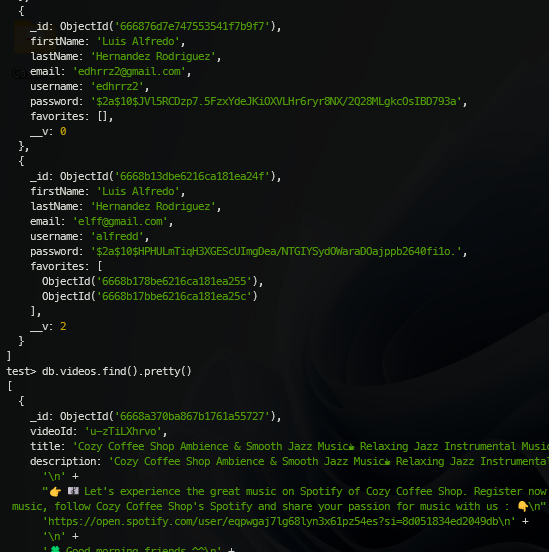 {
_id: ObjectId('666876d7e747553541f7b9f7'),
firstName: 'Luis Alfredo',
lastName: 'Hernandez Rodriguez',
email: 'edhrrz2@gmail.com',
username: 'edhrrz2',
password: '$2a$10$JVl5RCDzp7.5FzxYdeJKiOXVLHr6ryr8NX/2Q28MLgkcOsIBD793a',
favorites: [],
__v: 0
},
{
_id: ObjectId('6668b13dbe6216ca181ea24f'),
firstName: 'Luis Alfredo',
lastName: 'Hernandez Rodriguez',
email: 'elff@gmail.com',
username: 'alfredd',
password: '$2a$10$HPHULmTiqH3XGEScUImgDea/NTGIYSydOWaraDOajppb2640fi1o.',
favorites: [
ObjectId('6668b178be6216ca181ea255'),
ObjectId('6668b17bbe6216ca181ea25c')
],
__v: 2
}
]
test> db.videos.find().pretty()
[
{
_id: ObjectId('6668a370ba867b1761a55727'),
videoId: 'u-zTiLXhrvo',
title: 'Cozy Coffee Shop Ambience & Smooth Jazz Music☕ Relaxing Jazz Instrumental Music
description: 'Cozy Coffee Shop Ambience & Smooth Jazz Music☕ Relaxing Jazz Instrumental
'\n' +
"👉 🎼 Let's experience the great music on Spotify of Cozy Coffee Shop. Register now
music, follow Cozy Coffee Shop's Spotify and share your passion for music with us : 👇\n"
'https://open.spotify.com/user/eqpwgaj7lg68lyn3x61pz54es?si=8d051834ed2049db\n' +
'\n' +
'🍀 Good morning friends ^^\n' +